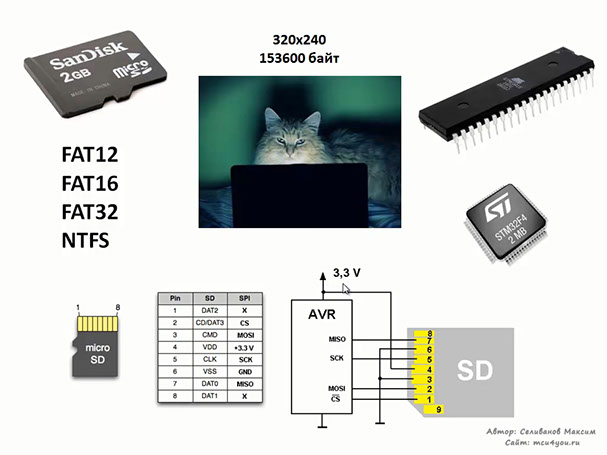 320x240
153600 байт
SanDisk
2GB micro SD
MADE IN CHINA
FAT12
FAT16
FAT32
NTFS
STM32F4
2 MB
1 8
micro
SD
Pin SD SPI
1 DAT2 X
2 CD/DAT3 CS
3 CMD MOSI
4 VDD +3.3 V
5 CLK SCK
6 VSS GND
7 DAT0 MISO
8 DAT1 X
3,3 V
AVR
MISO
SCK
MOSI
CS
8
7
6
5
4
3
2
1
9
SD
Автор: Селиванов Максим
Сайт: mcu4you.ru